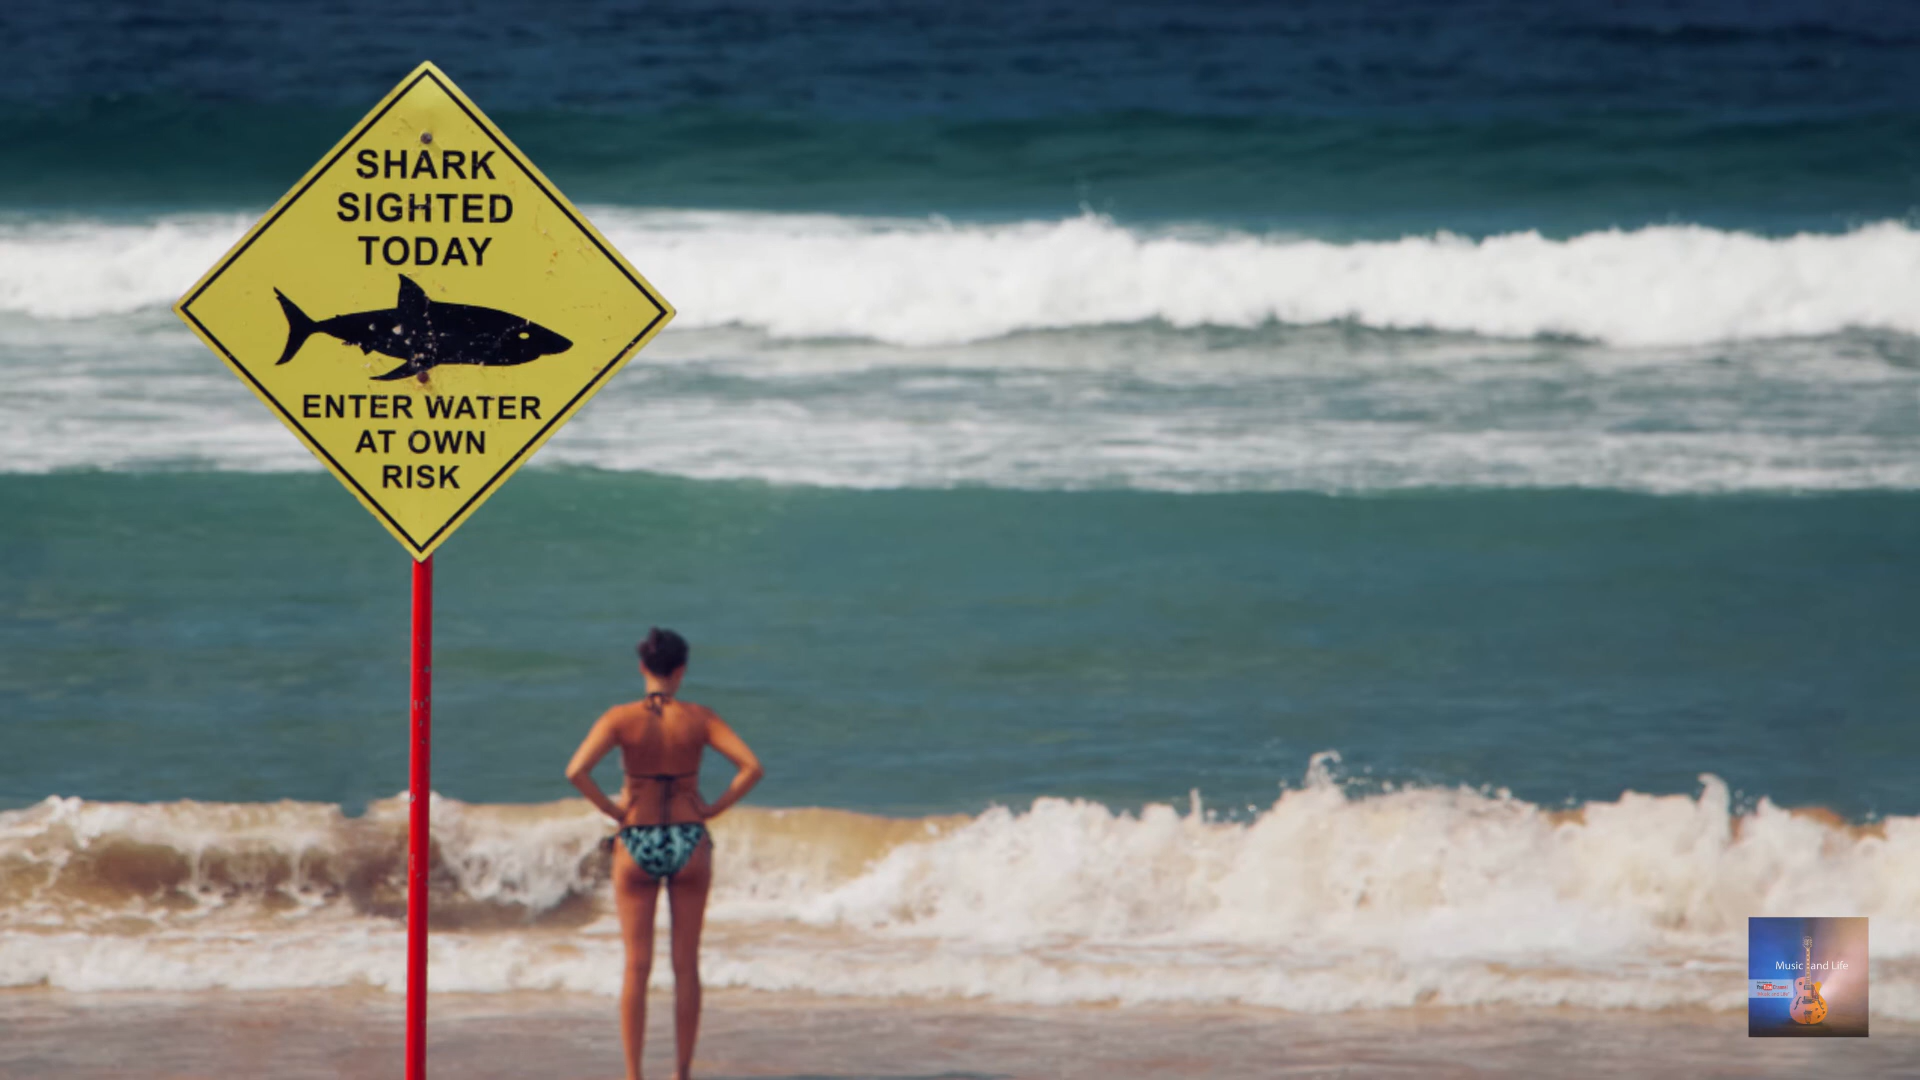 SHARK
SIGHTED
TODAY
ENTER WATER
AT OWN
RISK
Music and Life